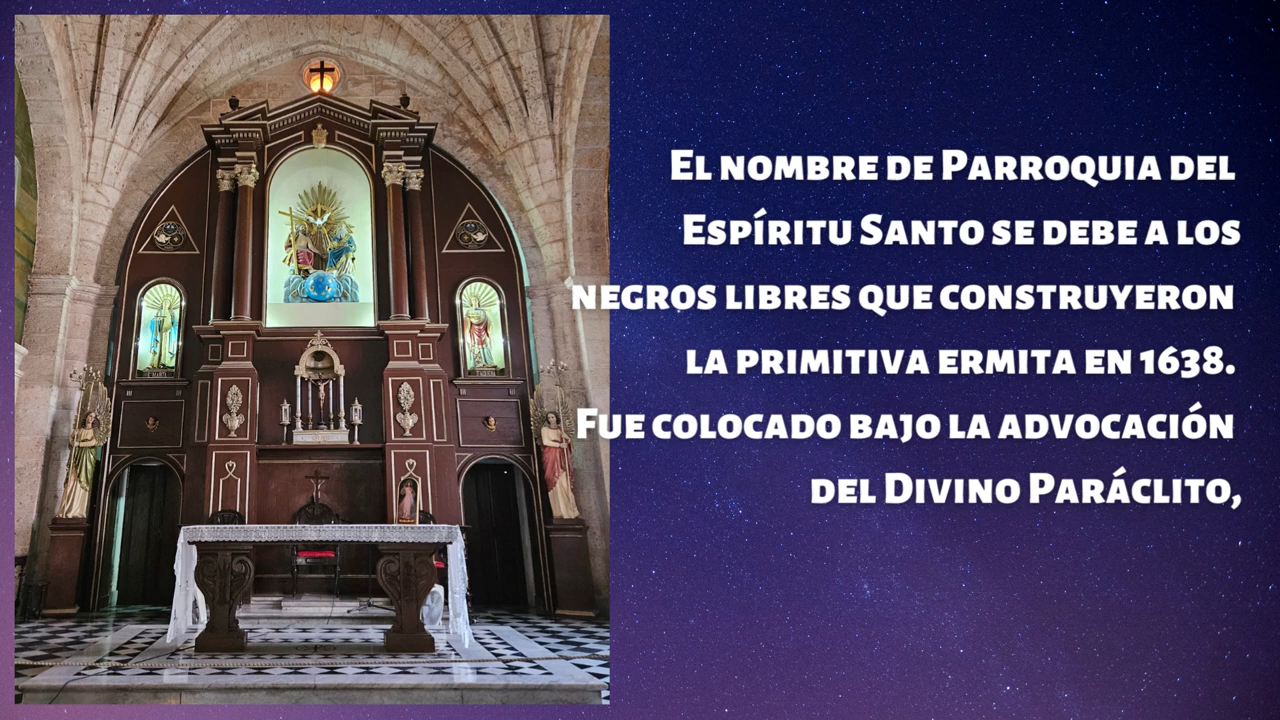 El nombre de Parroquia del
Espíritu Santo se debe a los
negros libres que construyeron
la primitiva ermita en 1638.
Fue colocado bajo la advocación
del Divino Paráclito,